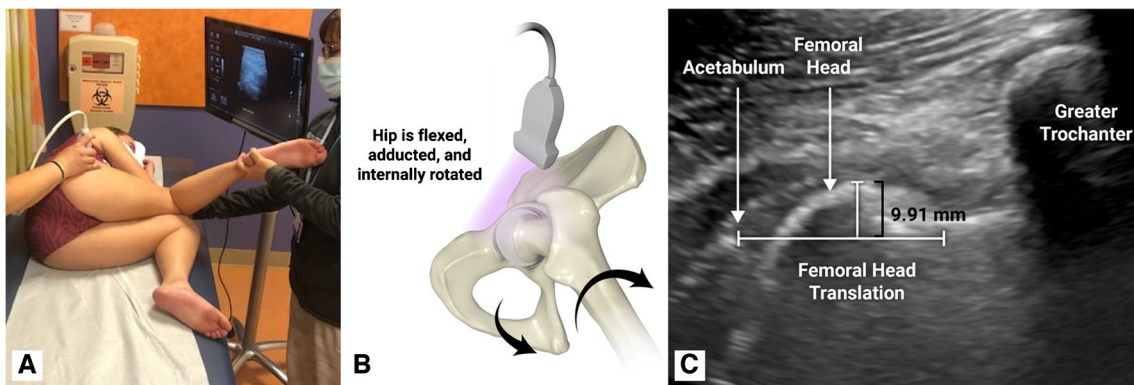 Hip is flexed,
adducted, and
internally rotated
Acetabulum
Femoral
Head
Greater
Trochanter
9.91 mm
Femoral Head
Translation
A
B
C